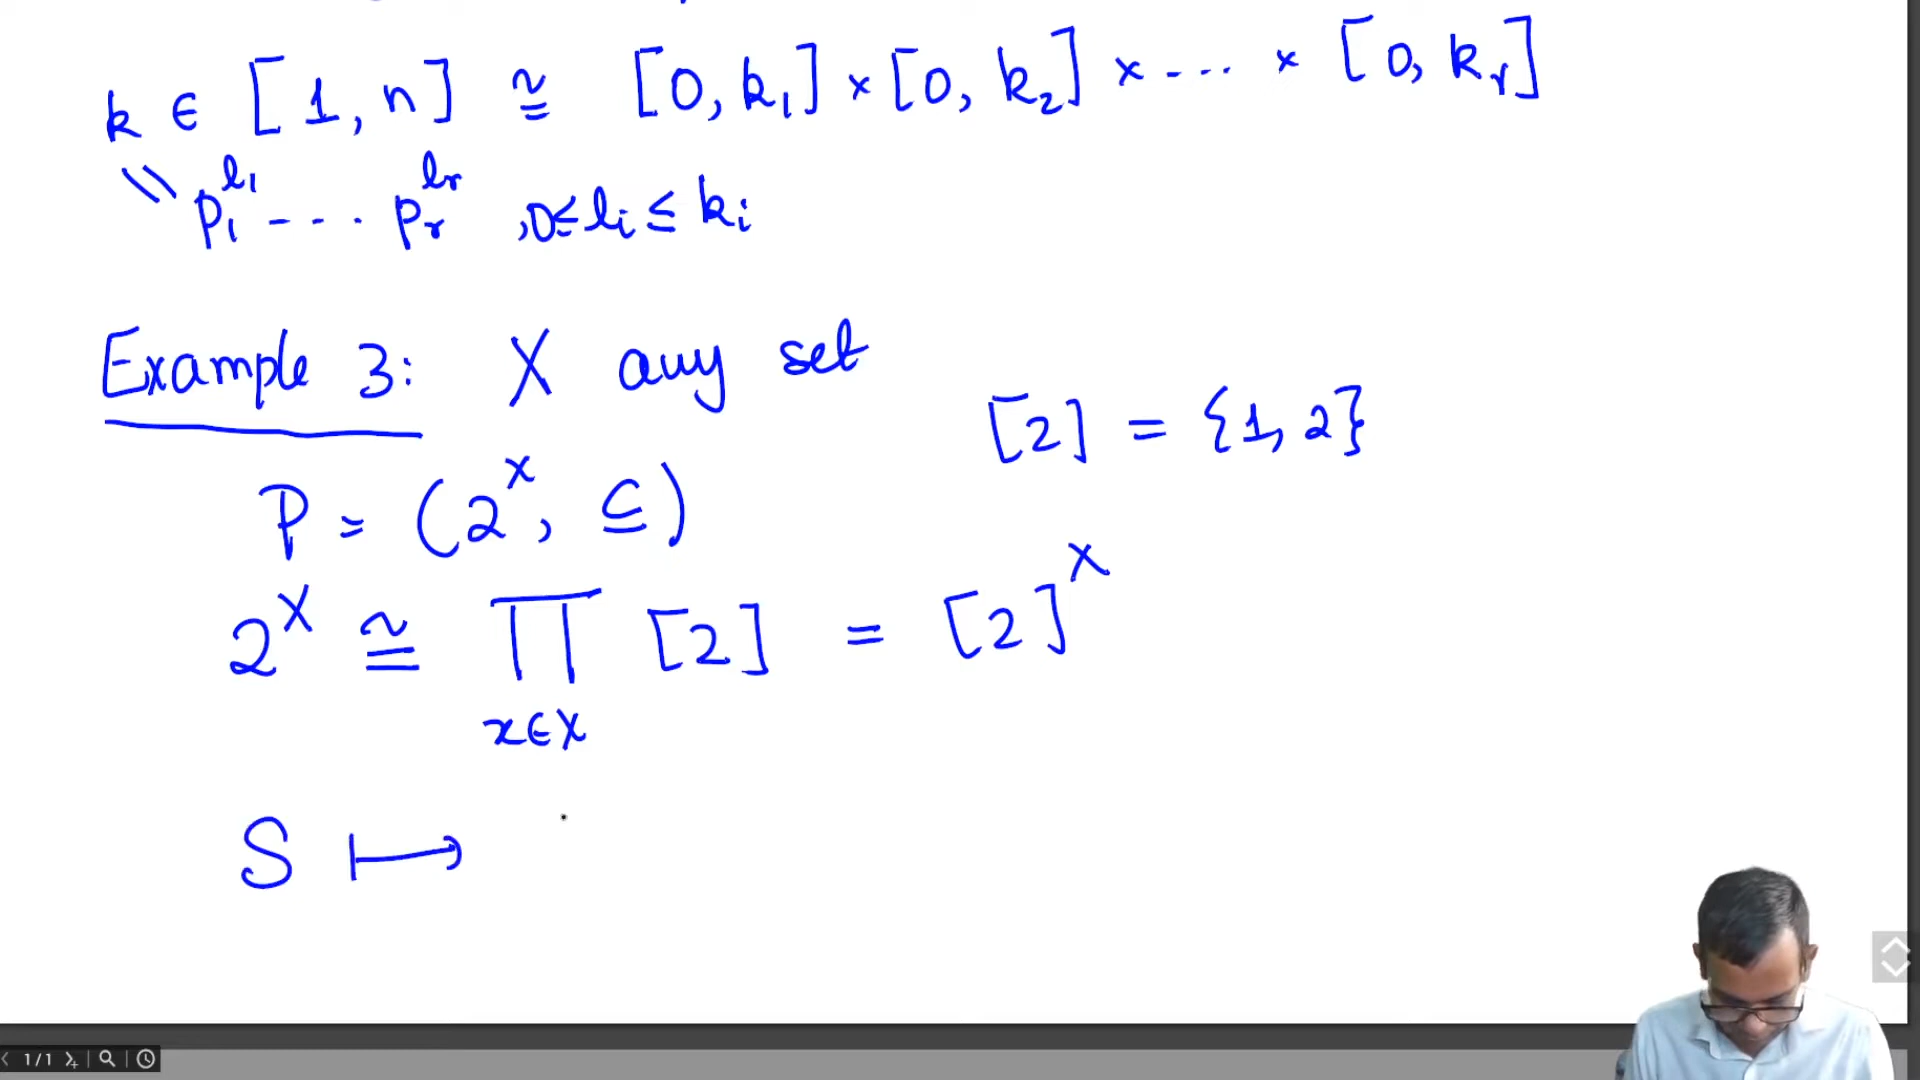 k ∈ [1, n] ≅ [0, k₁] × [0, k₂] × - ... × [0, kᵣ]
\\ p₁^l₁ - - - . pᵣ^lᵣ , 0 ≤ lᵢ ≤ kᵢ
Example 3: X any set
[2] = {1, 2}
P = (2^X, ⊆)
2^X ≅ ∏ [2] = [2]^X
x∈X
S ⟼
1/1